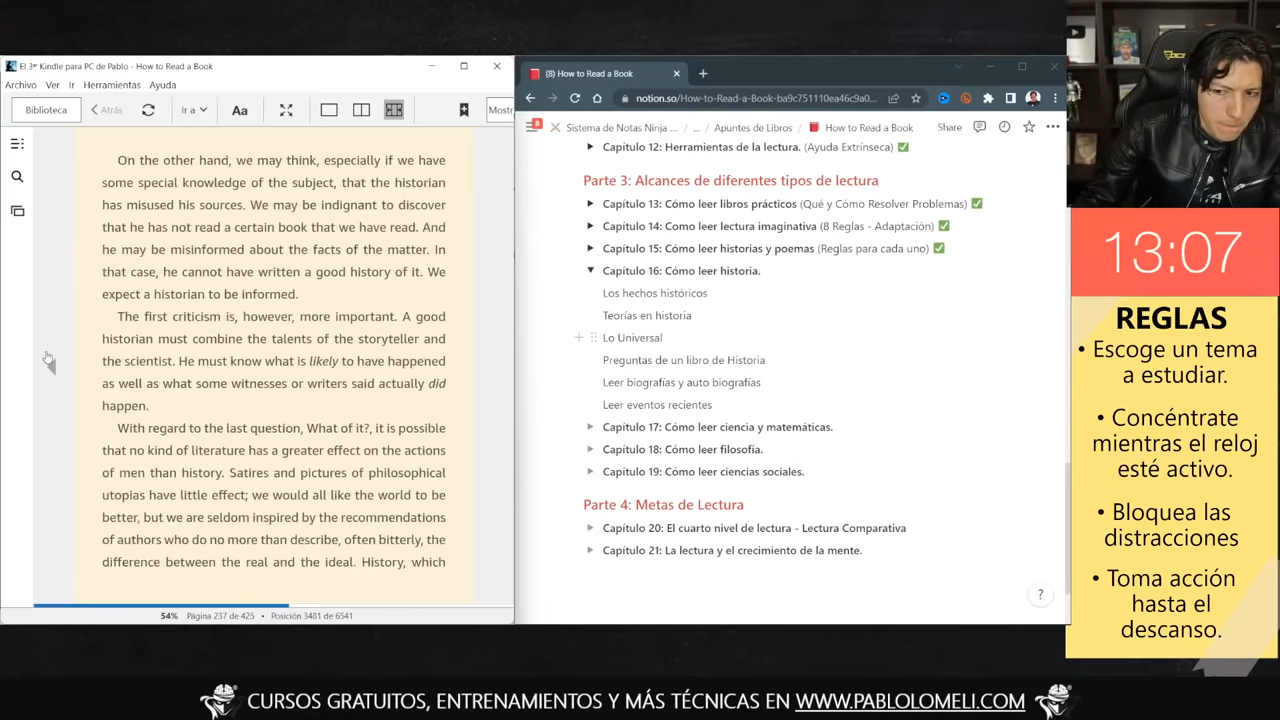 El 3er Kindle para PC de Pablo - How to Read a Book
Archivo Ver Ir Herramientas Ayuda
Biblioteca Atrás Ir a Aa Mostr
On the other hand, we may think, especially if we have
some special knowledge of the subject, that the historian
has misused his sources. We may be indignant to discover
that he has not read a certain book that we have read. And
he may be misinformed about the facts of the matter. In
that case, he cannot have written a good history of it. We
expect a historian to be informed.
The first criticism is, however, more important. A good
historian must combine the talents of the storyteller and
the scientist. He must know what is likely to have happened
as well as what some witnesses or writers said actually did
happen.
With regard to the last question, What of it?, it is possible
that no kind of literature has a greater effect on the actions
of men than history. Satires and pictures of philosophical
utopias have little effect; we would all like the world to be
better, but we are seldom inspired by the recommendations
of authors who do no more than describe, often bitterly, the
difference between the real and the ideal. History, which
54% Página 237 de 425 • Posición 3481 de 6541
(8) How to Read a Book
notion.so/How-to-Read-a-Book-ba9c751110ea46c9a0...
8
Sistema de Notas Ninja ... / ... / Apuntes de Libros / How to Read a Book Share
Capítulo 12: Herramientas de la lectura. (Ayuda Extrínseca)
Parte 3: Alcances de diferentes tipos de lectura
Capítulo 13: Cómo leer libros prácticos (Qué y Cómo Resolver Problemas)
Capítulo 14: Como leer lectura imaginativa (8 Reglas - Adaptación)
Capítulo 15: Cómo leer historias y poemas (Reglas para cada uno)
Capítulo 16: Cómo leer historia.
Los hechos históricos
Teorías en historia
Lo Universal
Preguntas de un libro de Historia
Leer biografías y auto biografías
Leer eventos recientes
Capítulo 17: Cómo leer ciencia y matemáticas.
Capítulo 18: Cómo leer filosofía.
Capítulo 19: Cómo leer ciencias sociales.
Parte 4: Metas de Lectura
Capítulo 20: El cuarto nivel de lectura - Lectura Comparativa
Capítulo 21: La lectura y el crecimiento de la mente.
?
13:07
REGLAS
• Escoge un tema
a estudiar.
• Concéntrate
mientras el reloj
esté activo.
• Bloquea las
distracciones
• Toma acción
hasta el
descanso.
CURSOS GRATUITOS, ENTRENAMIENTOS Y MÁS TÉCNICAS EN WWW.PABLOLOMELI.COM